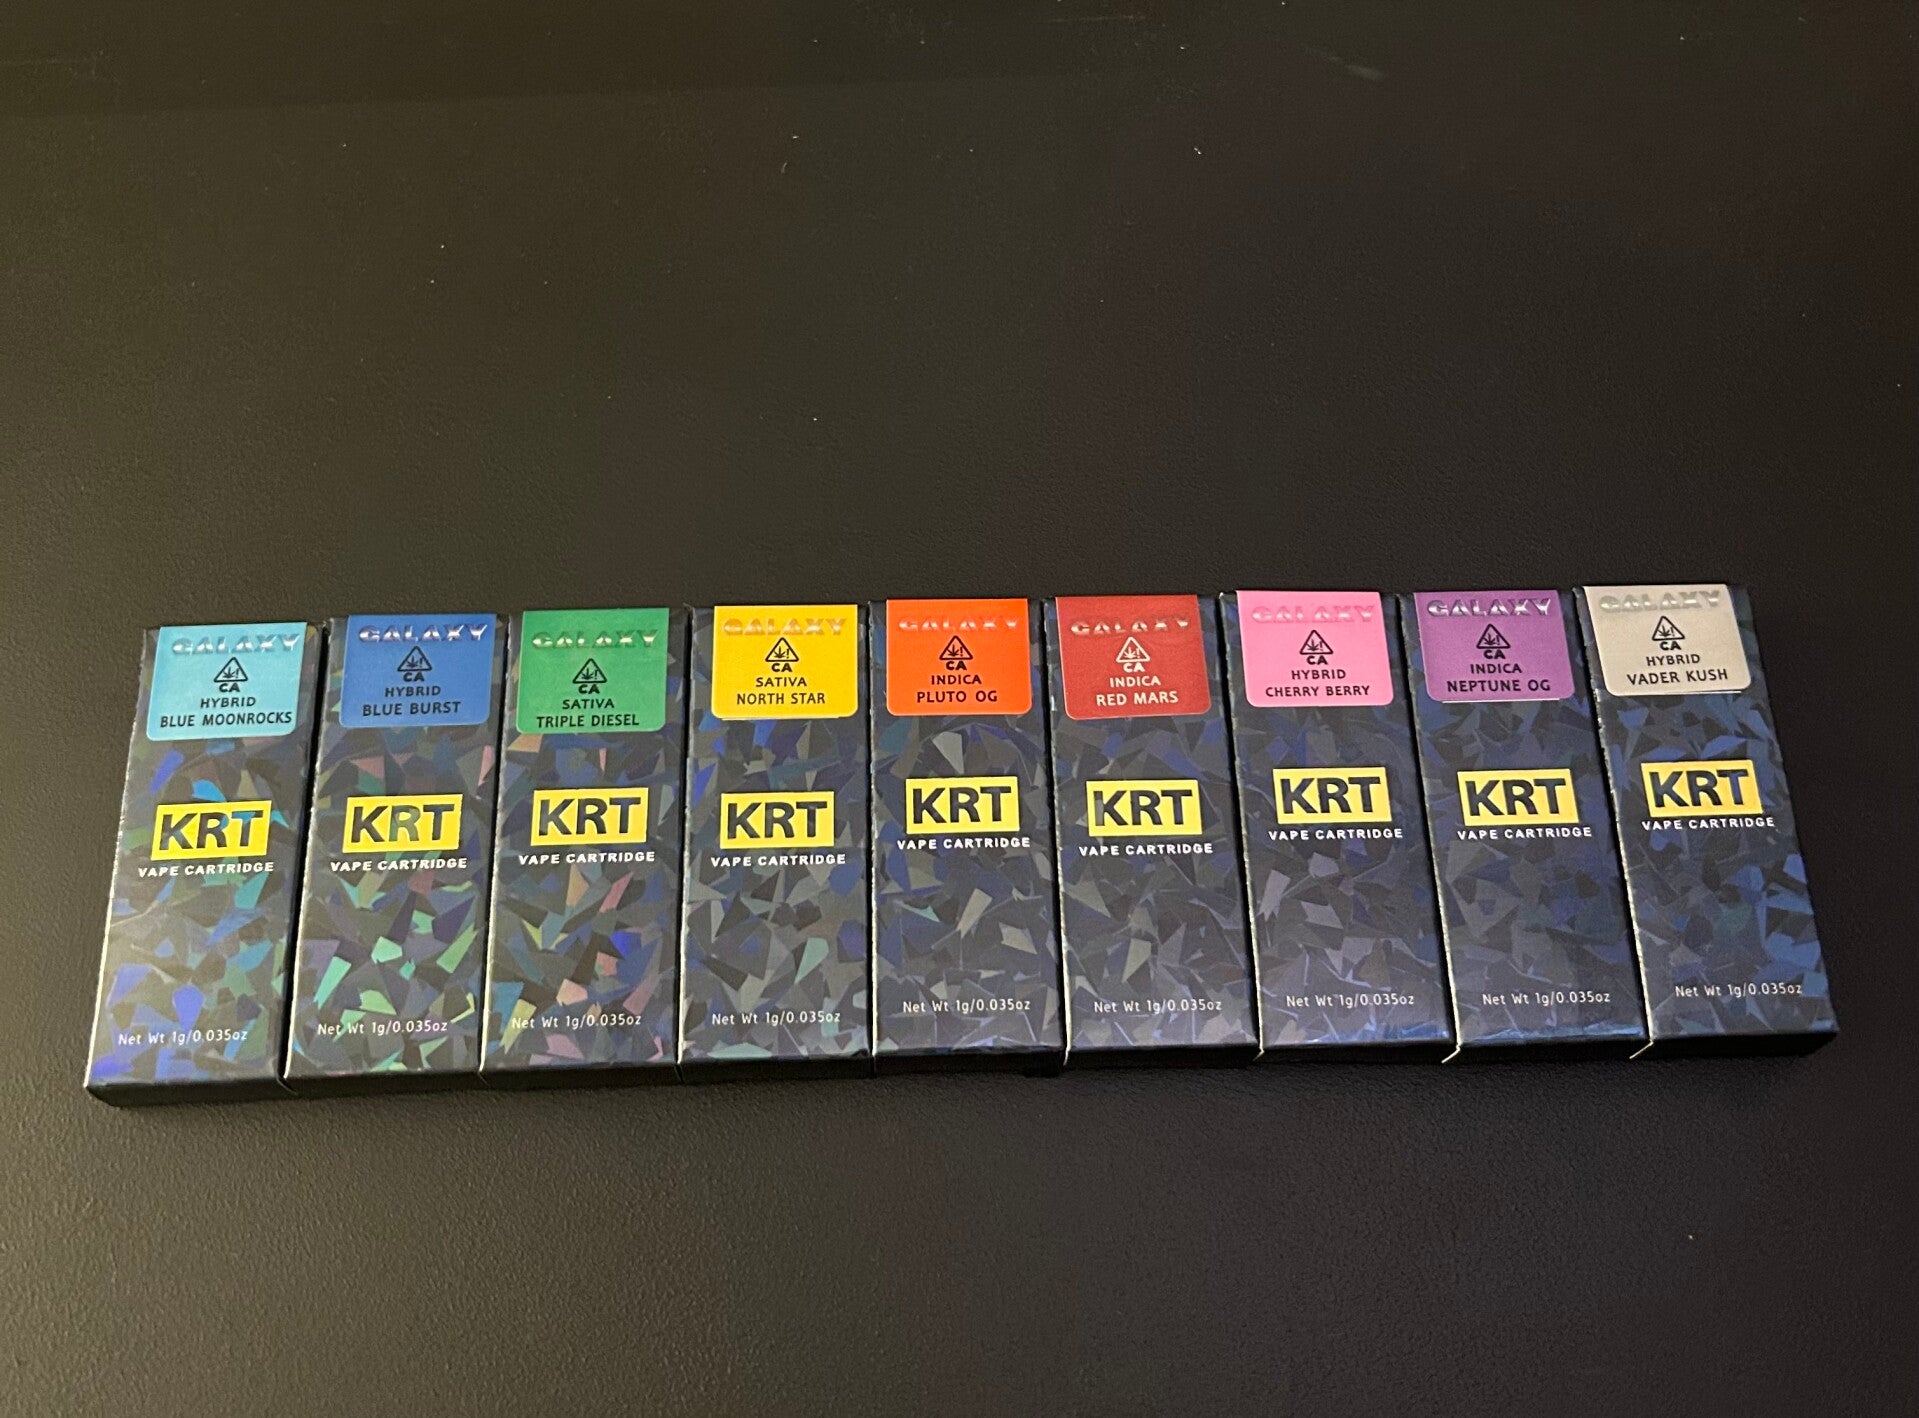 GALAXY
CA
HYBRID
BLUE MOONROCKS
KRT
VAPE CARTRIDGE
Net Wt 1g/0.035oz
GALAXY
CA
HYBRID
BLUE BURST
KRT
VAPE CARTRIDGE
Net Wt 1g/0.035oz
GALAXY
CA
SATIVA
TRIPLE DIESEL
KRT
VAPE CARTRIDGE
Net Wt 1g/0.035oz
GALAXY
CA
SATIVA
NORTH STAR
KRT
VAPE CARTRIDGE
Net Wt 1g/0.035oz
GALAXY
CA
INDICA
PLUTO OG
KRT
VAPE CARTRIDGE
Net Wt 1g/0.035oz
GALAXY
CA
INDICA
RED MARS
KRT
VAPE CARTRIDGE
Net Wt 1g/0.035oz
GALAXY
CA
HYBRID
CHERRY BERRY
KRT
VAPE CARTRIDGE
Net Wt 1g/0.035oz
GALAXY
CA
INDICA
NEPTUNE OG
KRT
VAPE CARTRIDGE
Net Wt 1g/0.035oz
GALAXY
CA
HYBRID
VADER KUSH
KRT
VAPE CARTRIDGE
Net Wt 1g/0.035oz